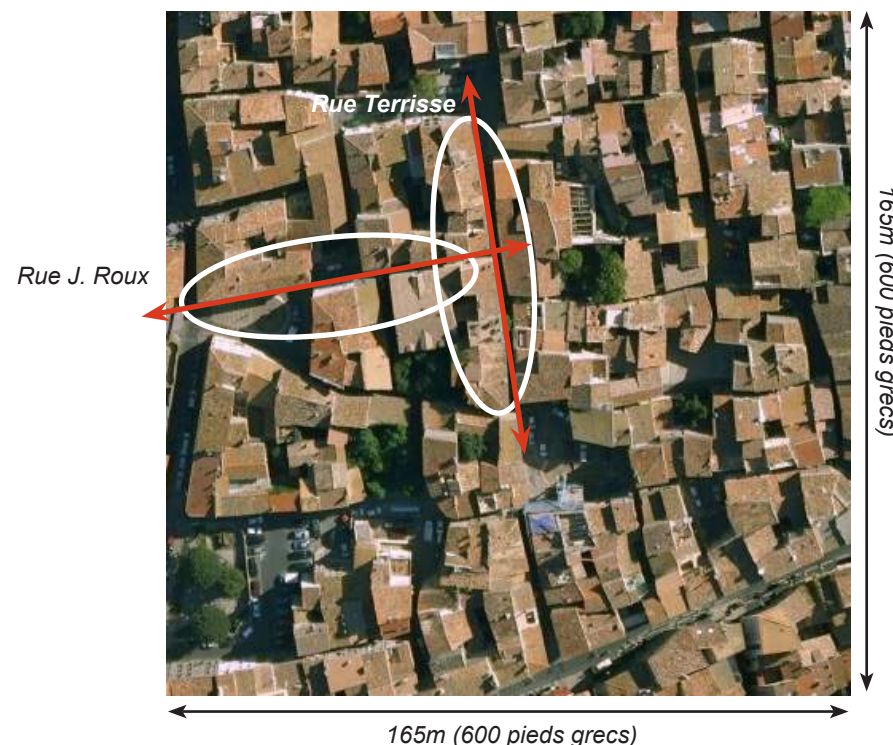 Rue Terrisse
Rue J. Roux
165m (600 pieds grecs)
165m (600 pieds grecs)